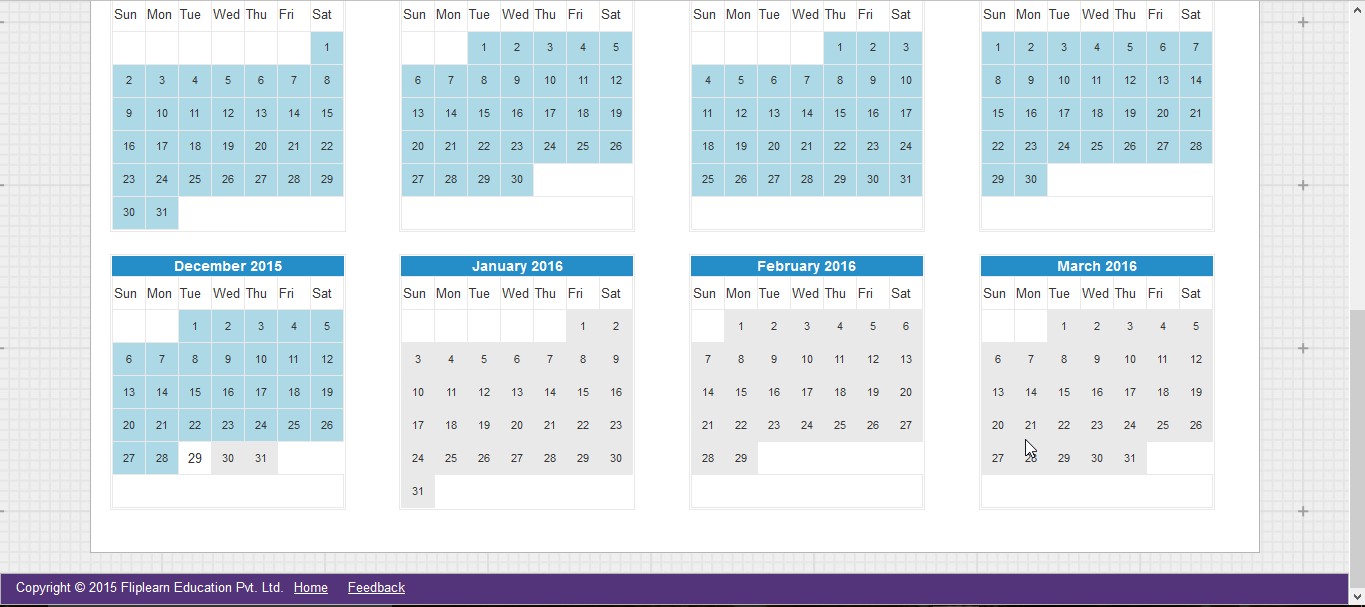 Sun Mon Tue Wed Thu Fri Sat
1
2 3 4 5 6 7 8
9 10 11 12 13 14 15
16 17 18 19 20 21 22
23 24 25 26 27 28 29
30 31
Sun Mon Tue Wed Thu Fri Sat
1 2 3 4 5
6 7 8 9 10 11 12
13 14 15 16 17 18 19
20 21 22 23 24 25 26
27 28 29 30
Sun Mon Tue Wed Thu Fri Sat
1 2 3
4 5 6 7 8 9 10
11 12 13 14 15 16 17
18 19 20 21 22 23 24
25 26 27 28 29 30 31
Sun Mon Tue Wed Thu Fri Sat
1 2 3 4 5 6 7
8 9 10 11 12 13 14
15 16 17 18 19 20 21
22 23 24 25 26 27 28
29 30
December 2015
Sun Mon Tue Wed Thu Fri Sat
1 2 3 4 5
6 7 8 9 10 11 12
13 14 15 16 17 18 19
20 21 22 23 24 25 26
27 28 29 30 31
January 2016
Sun Mon Tue Wed Thu Fri Sat
1 2
3 4 5 6 7 8 9
10 11 12 13 14 15 16
17 18 19 20 21 22 23
24 25 26 27 28 29 30
31
February 2016
Sun Mon Tue Wed Thu Fri Sat
1 2 3 4 5 6
7 8 9 10 11 12 13
14 15 16 17 18 19 20
21 22 23 24 25 26 27
28 29
March 2016
Sun Mon Tue Wed Thu Fri Sat
1 2 3 4 5
6 7 8 9 10 11 12
13 14 15 16 17 18 19
20 21 22 23 24 25 26
27 28 29 30 31
Copyright © 2015 Fliplearn Education Pvt. Ltd. Home Feedback